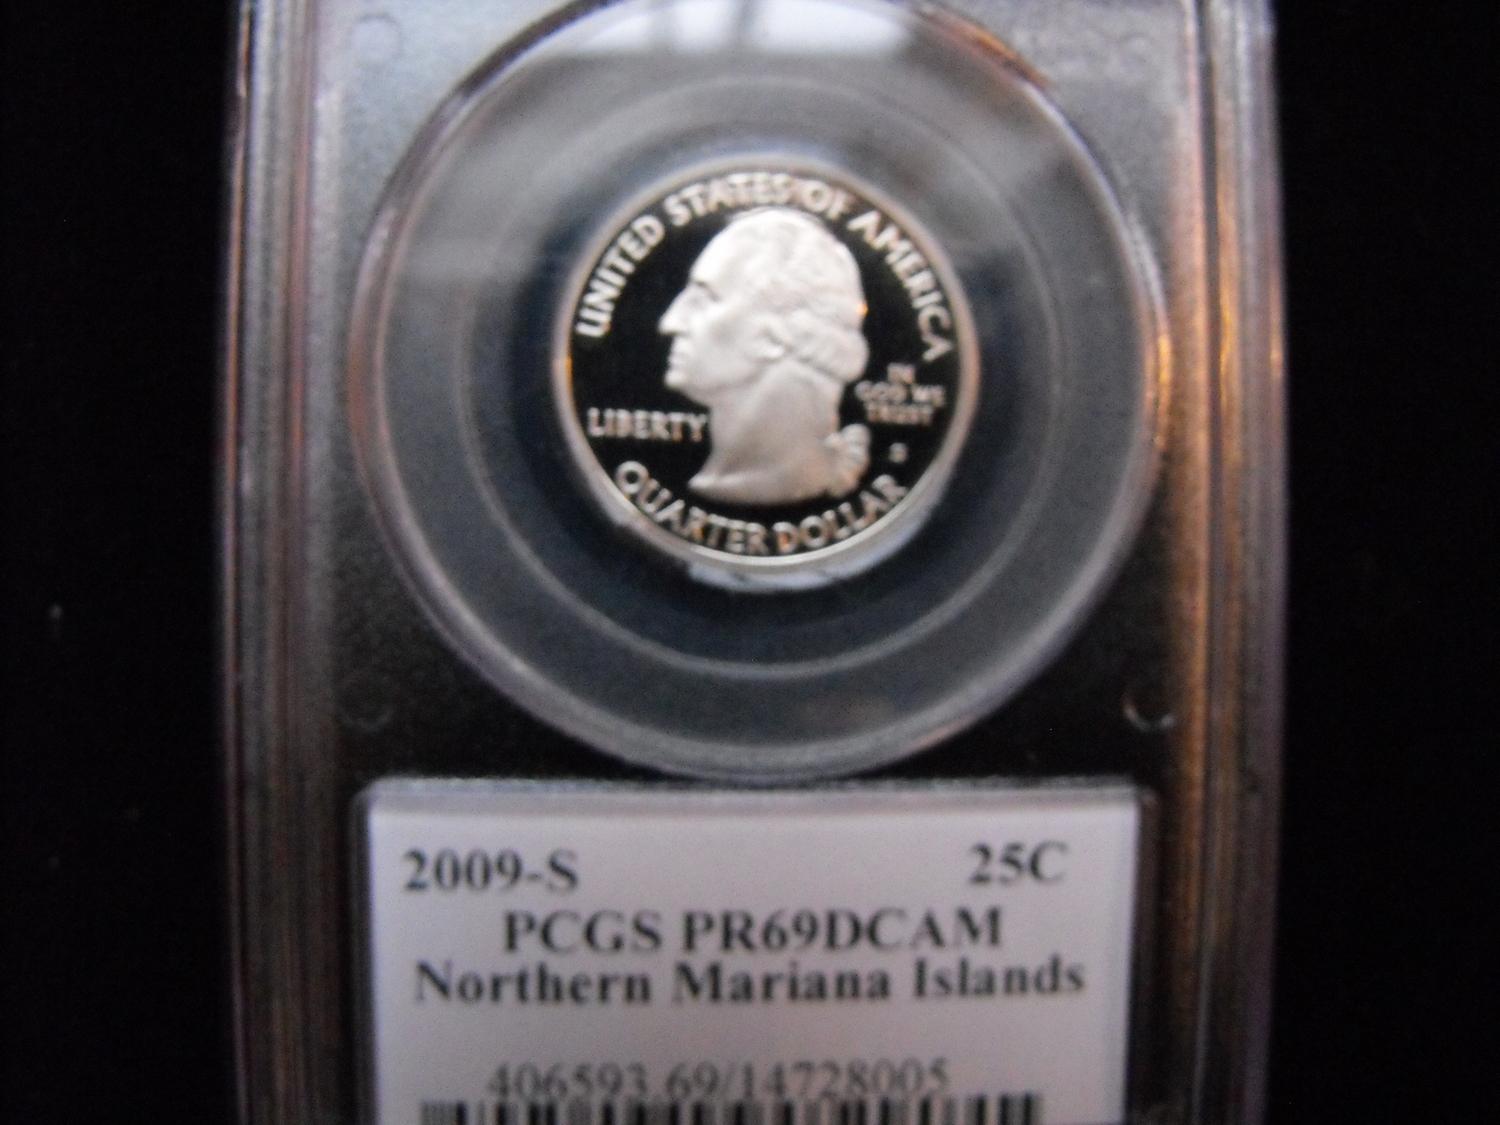 UNITED STATES OF AMERICA
LIBERTY
IN
GOD WE
TRUST
S
QUARTER DOLLAR
2009-S 25C
PCGS PR69DCAM
Northern Mariana Islands
406593.69/14728005